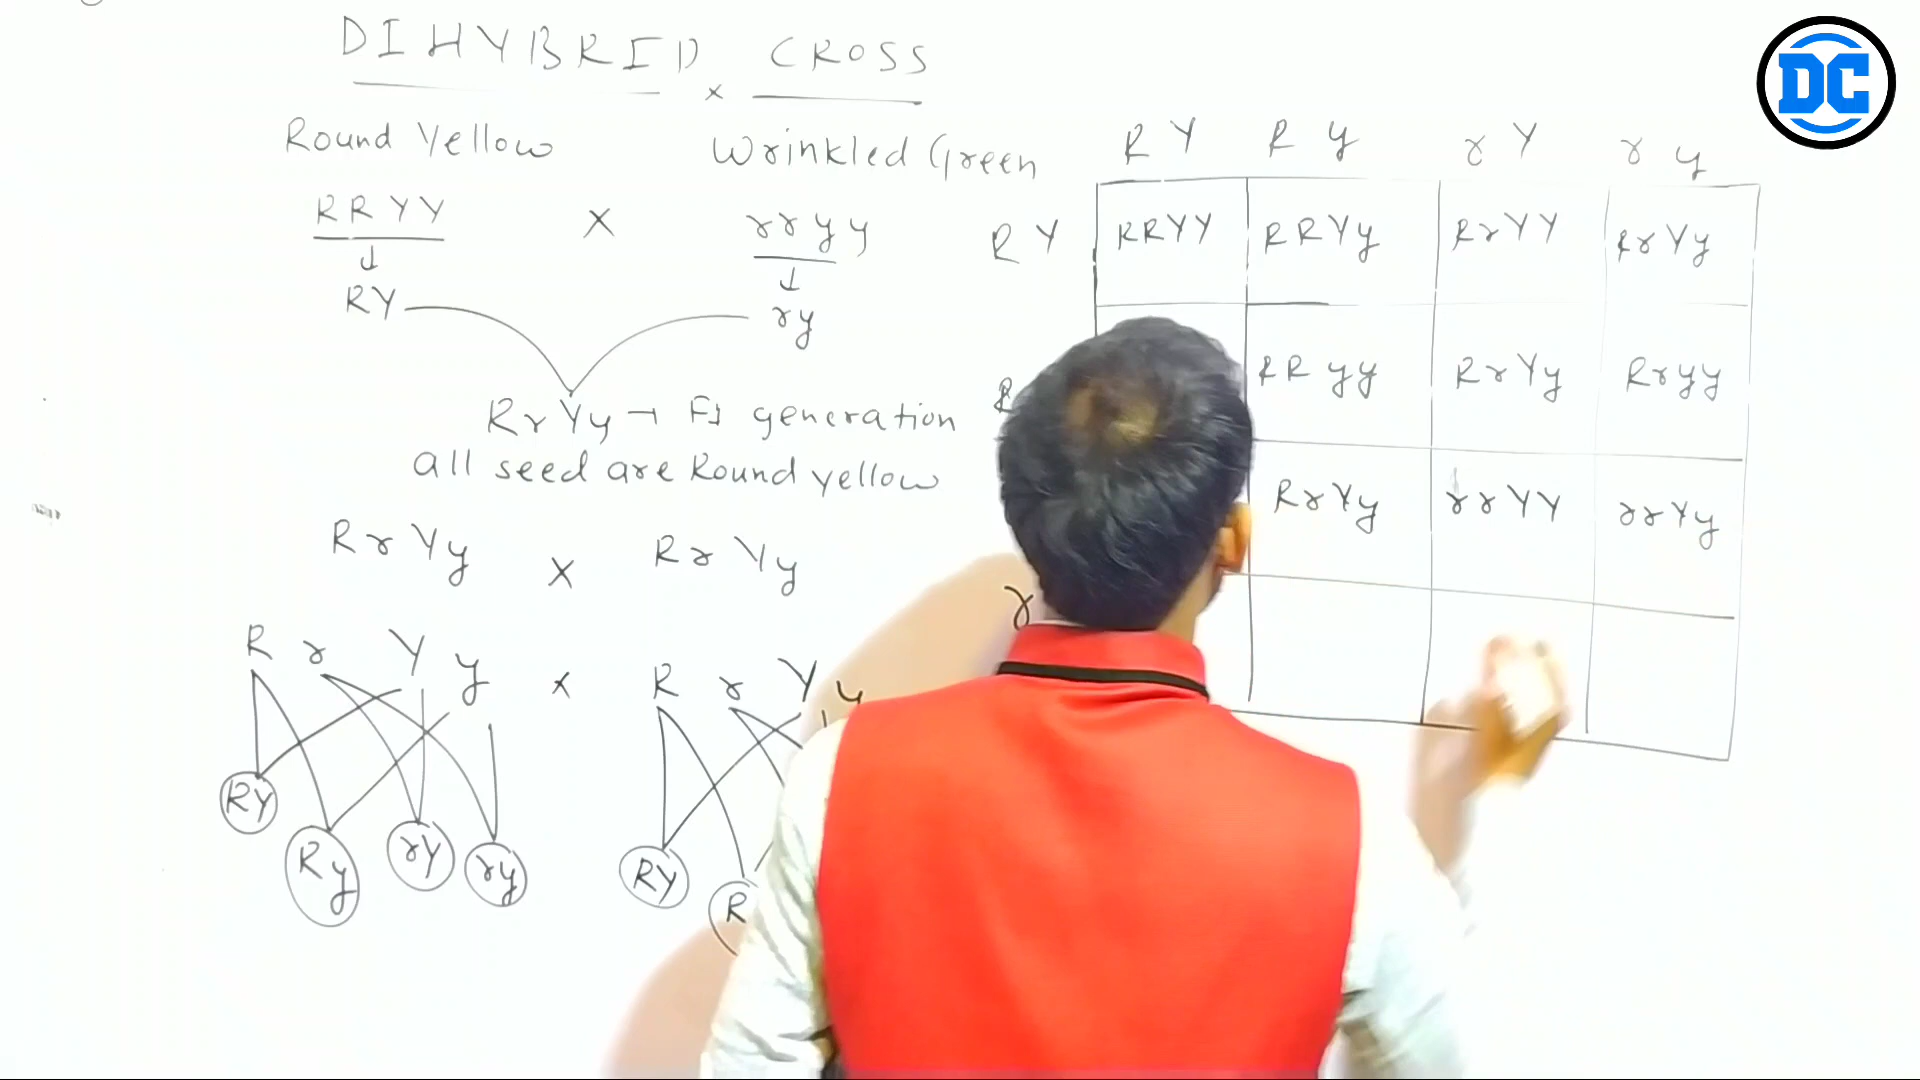 DIHYBRID CROSS
x
Round Yellow Wrinkled Green
RRYY X rryy
RY ry
RrYy → F1 generation
all seed are Round yellow
RrYy X RrYy
R r Y y x R r Y y
RY Ry rY ry RY R
RY Ry rY ry
RY RRYY RRYy RrYY RrYy
R RRyy RrYy Rryy
r RrYy rrYY rrYy
DC